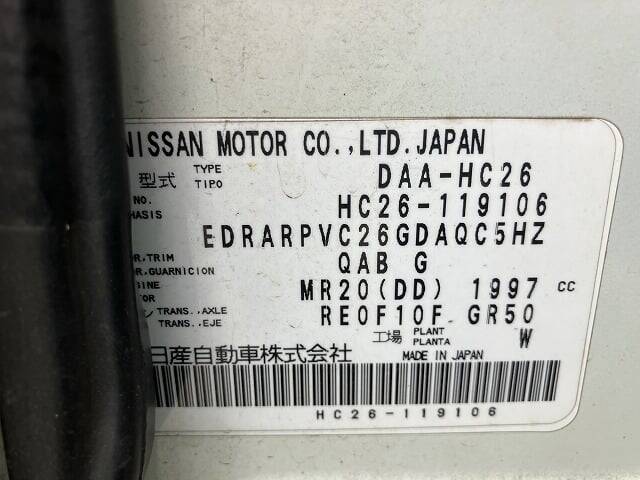 NISSAN MOTOR CO.,LTD.JAPAN
型式 TYPE TIPO DAA-HC26
NO. HASIS HC26-119106
EDRARPVC26GDAQC5HZ
R,TRIM R,GUARNICION QAB G
GINE TOR MR20(DD) 1997 CC
TRANS.,AXLE TRANS.,EJE RE0F10F GR50
工場 PLANT PLANTA W
日産自動車株式会社 MADE IN JAPAN
HC26-119106